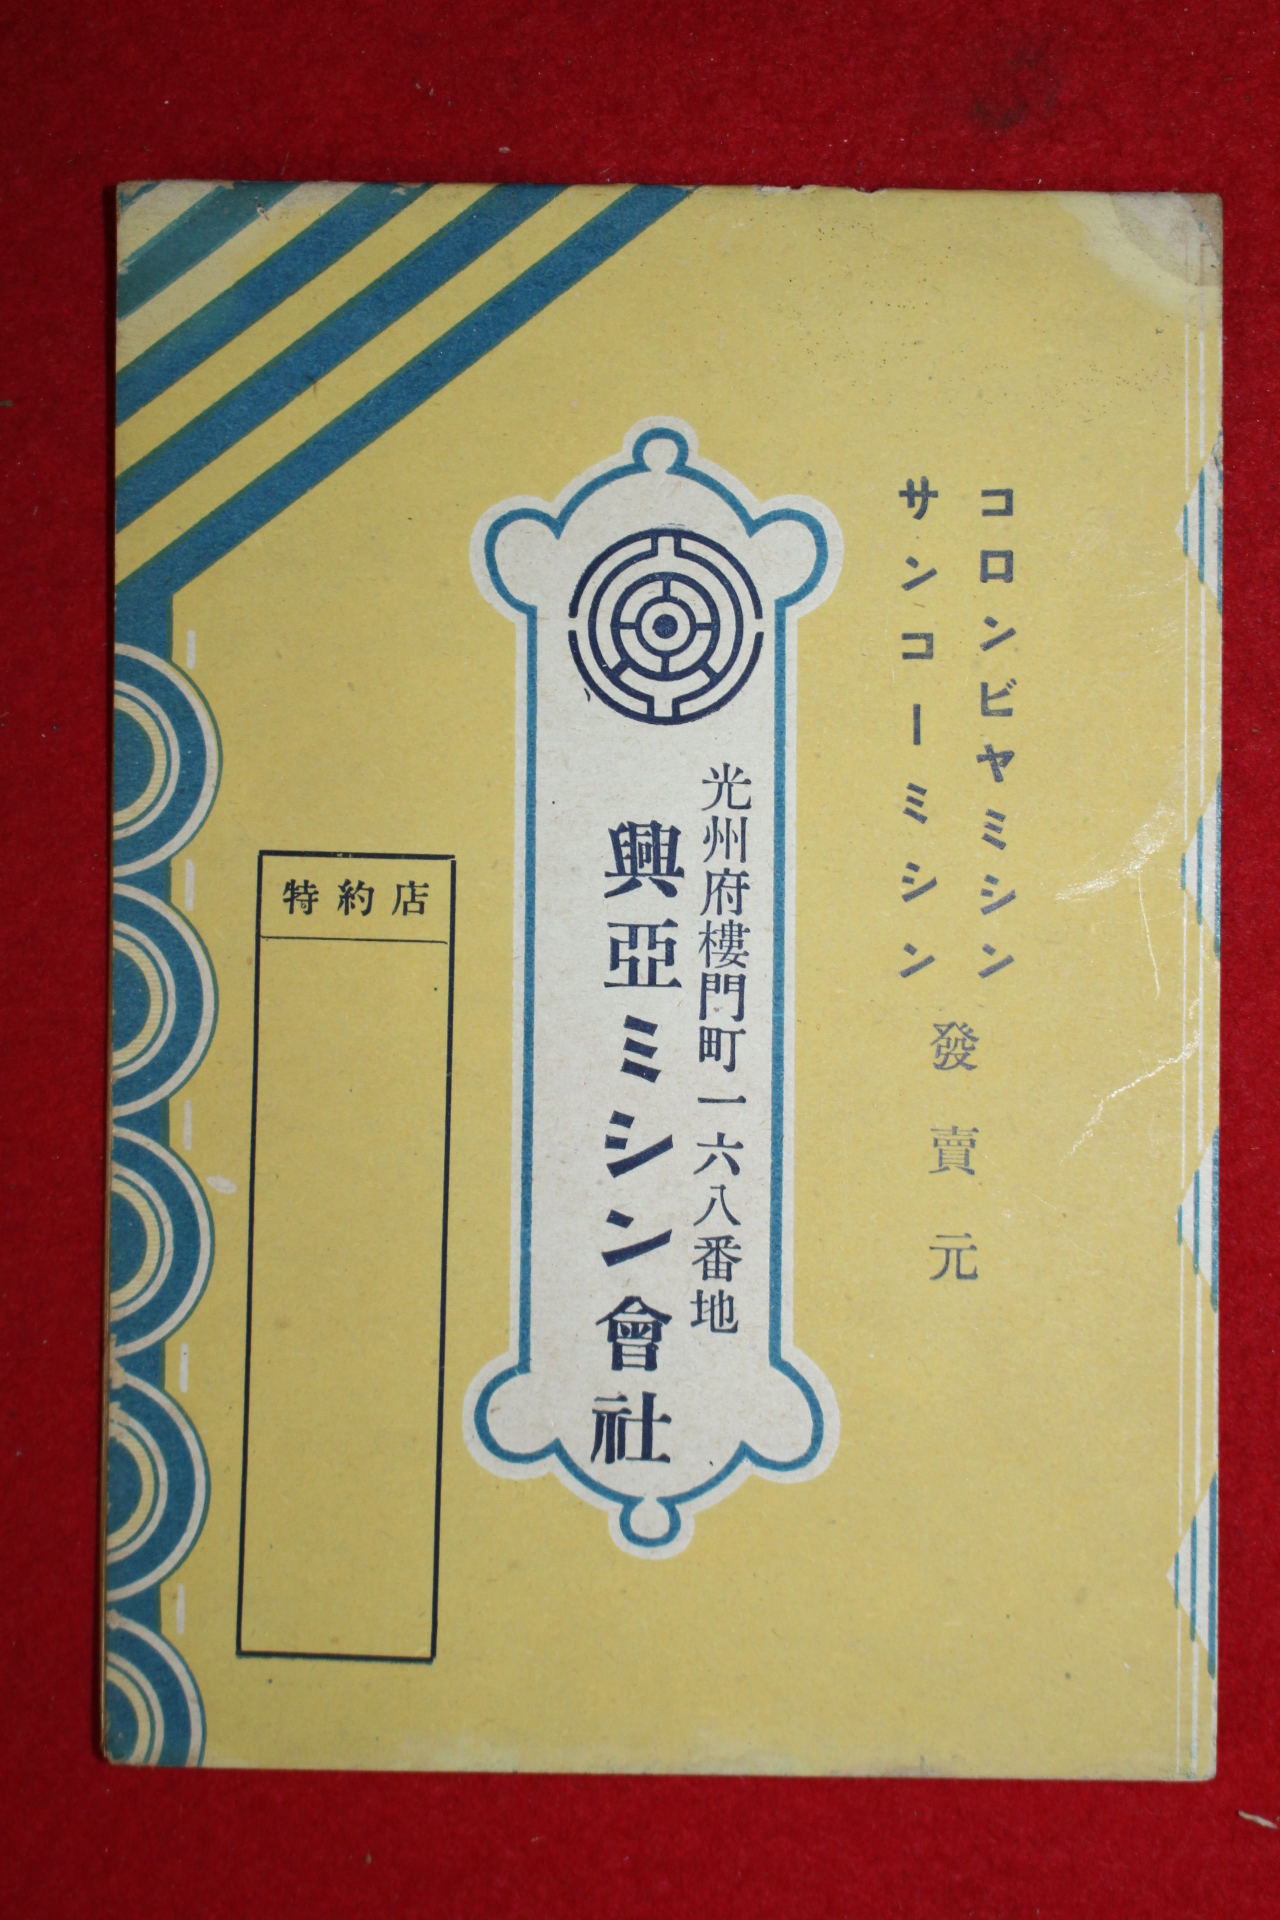 コロンビヤミシン
サンコーミシン
發賣元
光州府樓門町一六八番地
興亞ミシン會社
特約店